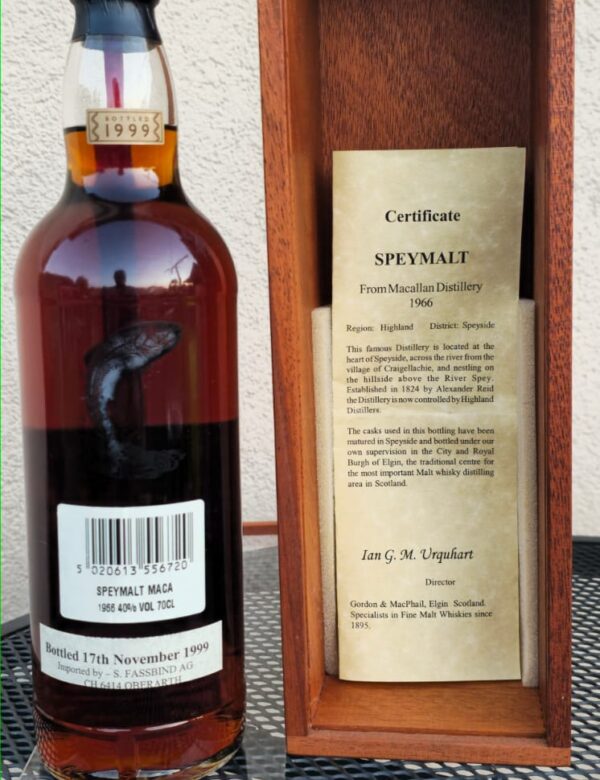 BOTTLED
1999
5 020613 556720
SPEYMALT MACA
1966 40% VOL 70CL
Bottled 17th November 1999
Imported by – S. FASSBIND AG
CH 6414 OBERARTH
Certificate
SPEYMALT
From Macallan Distillery
1966
Region: Highland District: Speyside
This famous Distillery is located at the
heart of Speyside, across the river from the
village of Craigellachie, and nestling on
the hillside above the River Spey.
Established in 1824 by Alexander Reid
the Distillery is now controlled by Highland
Distillers.
The casks used in this bottling have been
matured in Speyside and bottled under our
own supervision in the City and Royal
Burgh of Elgin, the traditional centre for
the most important Malt whisky distilling
area in Scotland.
Ian G. M. Urquhart
Director
Gordon & MacPhail, Elgin Scotland.
Specialists in Fine Malt Whiskies since
1895.